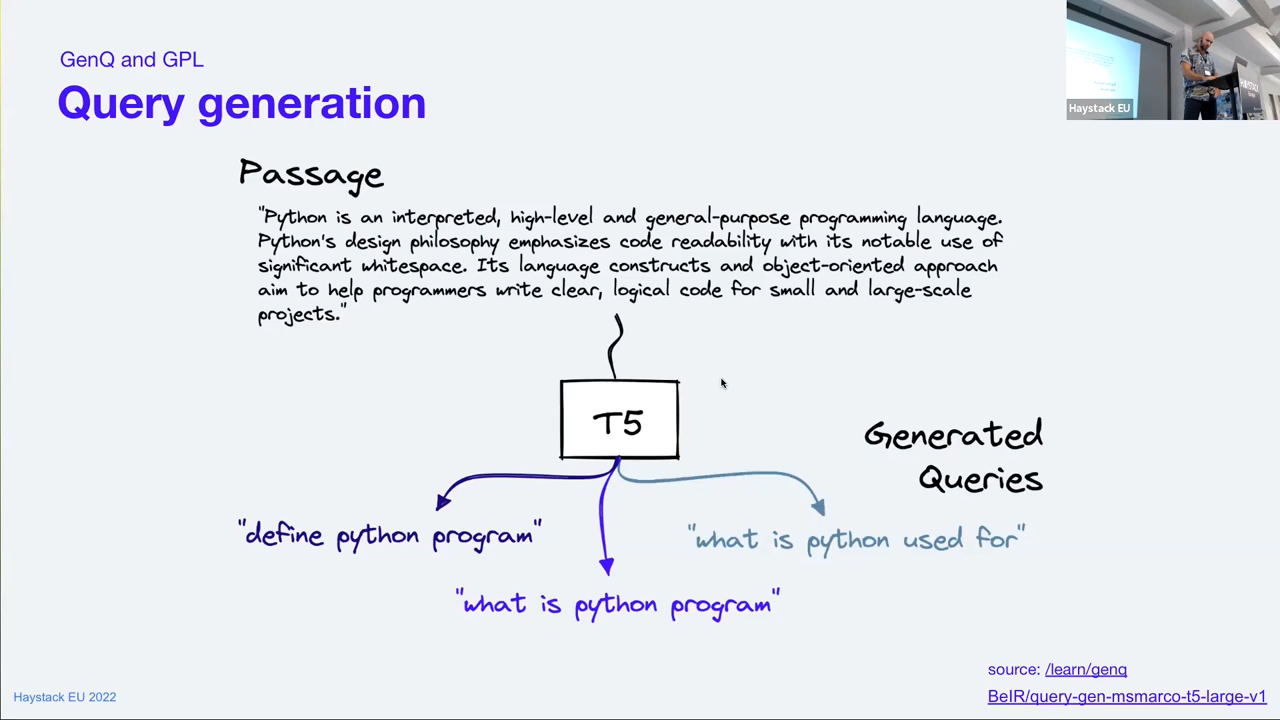 GenQ and GPL
Query generation
Haystack EU
Passage
"Python is an interpreted, high-level and general-purpose programming language.
Python's design philosophy emphasizes code readability with its notable use of
significant whitespace. Its language constructs and object-oriented approach
aim to help programmers write clear, logical code for small and large-scale
projects."
T5
Generated
Queries
"define python program"
"what is python used for"
"what is python program"
source: /learn/genq
BeIR/query-gen-msmarco-t5-large-v1
Haystack EU 2022